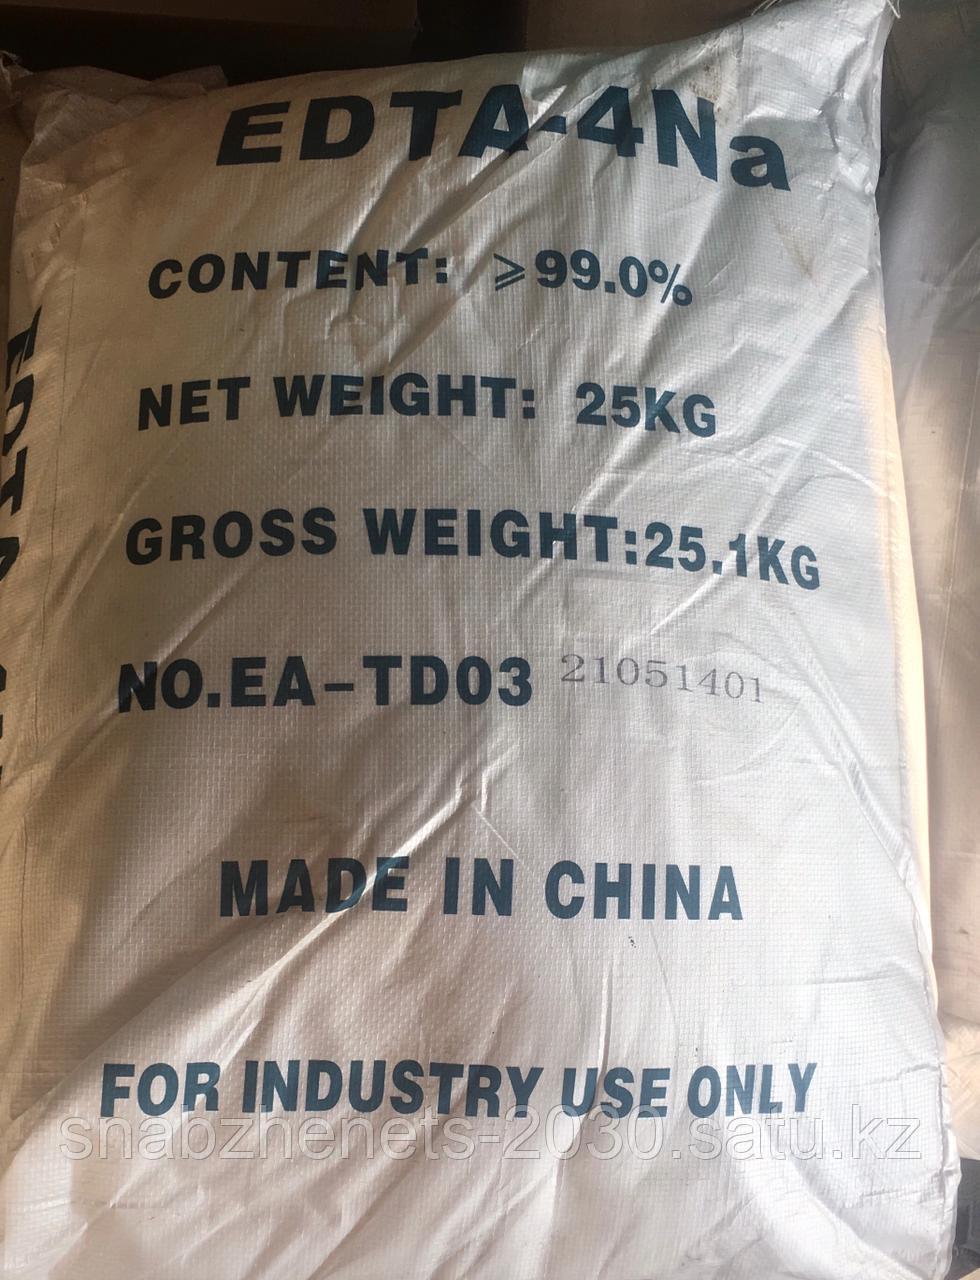 EDTA-4Na
CONTENT: ⩾99.0%
NET WEIGHT: 25KG
GROSS WEIGHT:25.1KG
NO.EA-TD03 21051401
MADE IN CHINA
FOR INDUSTRY USE ONLY
snabzhenets-2030.satu.kz